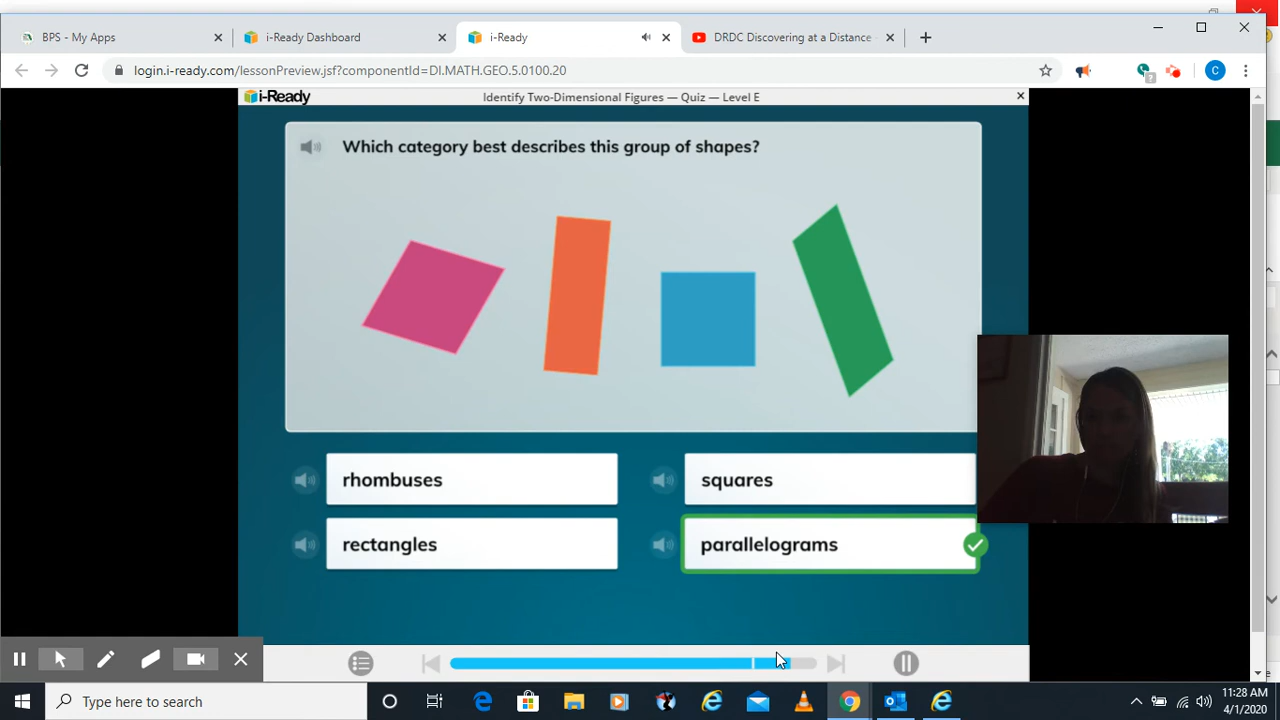 BPS - My Apps
i-Ready Dashboard
i-Ready
DRDC Discovering at a Distance
login.i-ready.com/lessonPreview.jsf?componentId=DI.MATH.GEO.5.0100.20
C
i-Ready
Identify Two-Dimensional Figures — Quiz — Level E
Which category best describes this group of shapes?
rhombuses
squares
rectangles
parallelograms
Type here to search
11:28 AM
4/1/2020